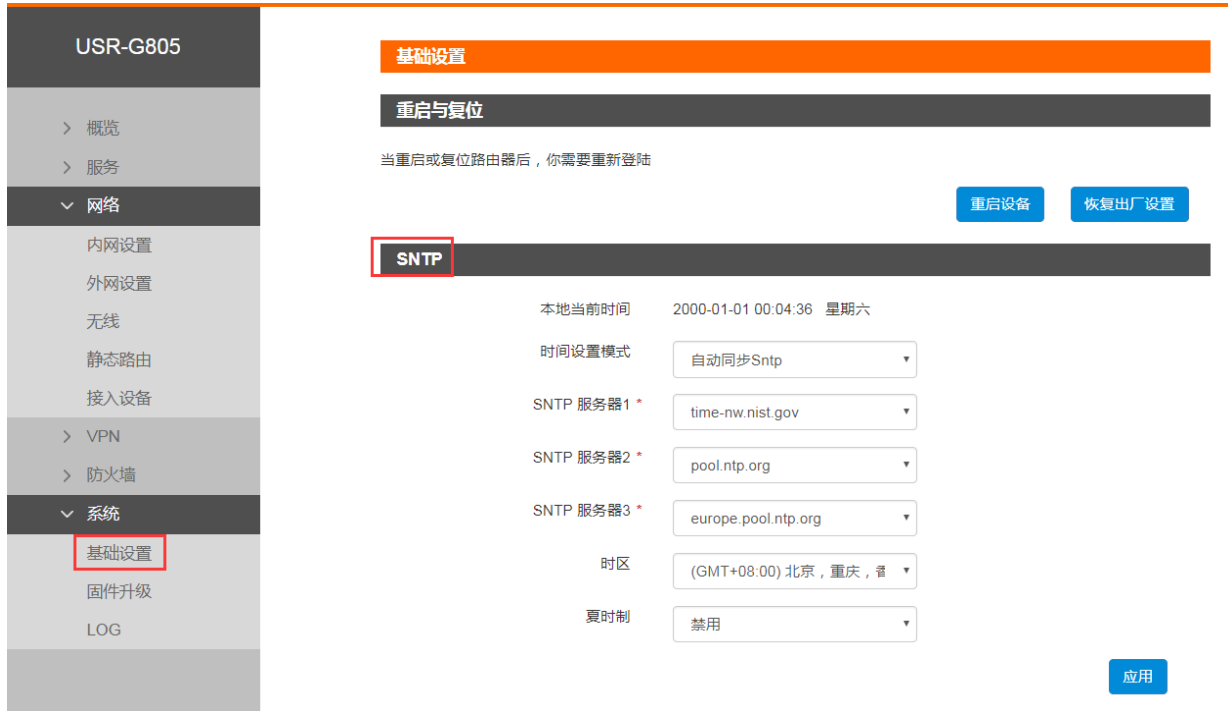 USR-G805
概览
服务
网络
内网设置
外网设置
无线
静态路由
接入设备
VPN
防火墙
系统
基础设置
固件升级
LOG
基础设置
重启与复位
当重启或复位路由器后，你需要重新登陆
重启设备 恢复出厂设置
SNTP
本地当前时间 2000-01-01 00:04:36 星期六
时间设置模式 自动同步Sntp
SNTP 服务器1 * time-nw.nist.gov
SNTP 服务器2 * pool.ntp.org
SNTP 服务器3 * europe.pool.ntp.org
时区 (GMT+08:00) 北京，重庆，
夏时制 禁用
应用